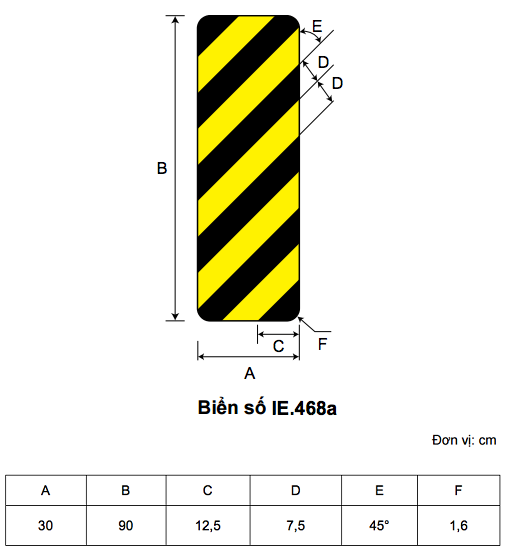 E
D
D
B
C
F
A
Biển số IE.468a
Đơn vị: cm
A B C D E F
30 90 12,5 7,5 45° 1,6